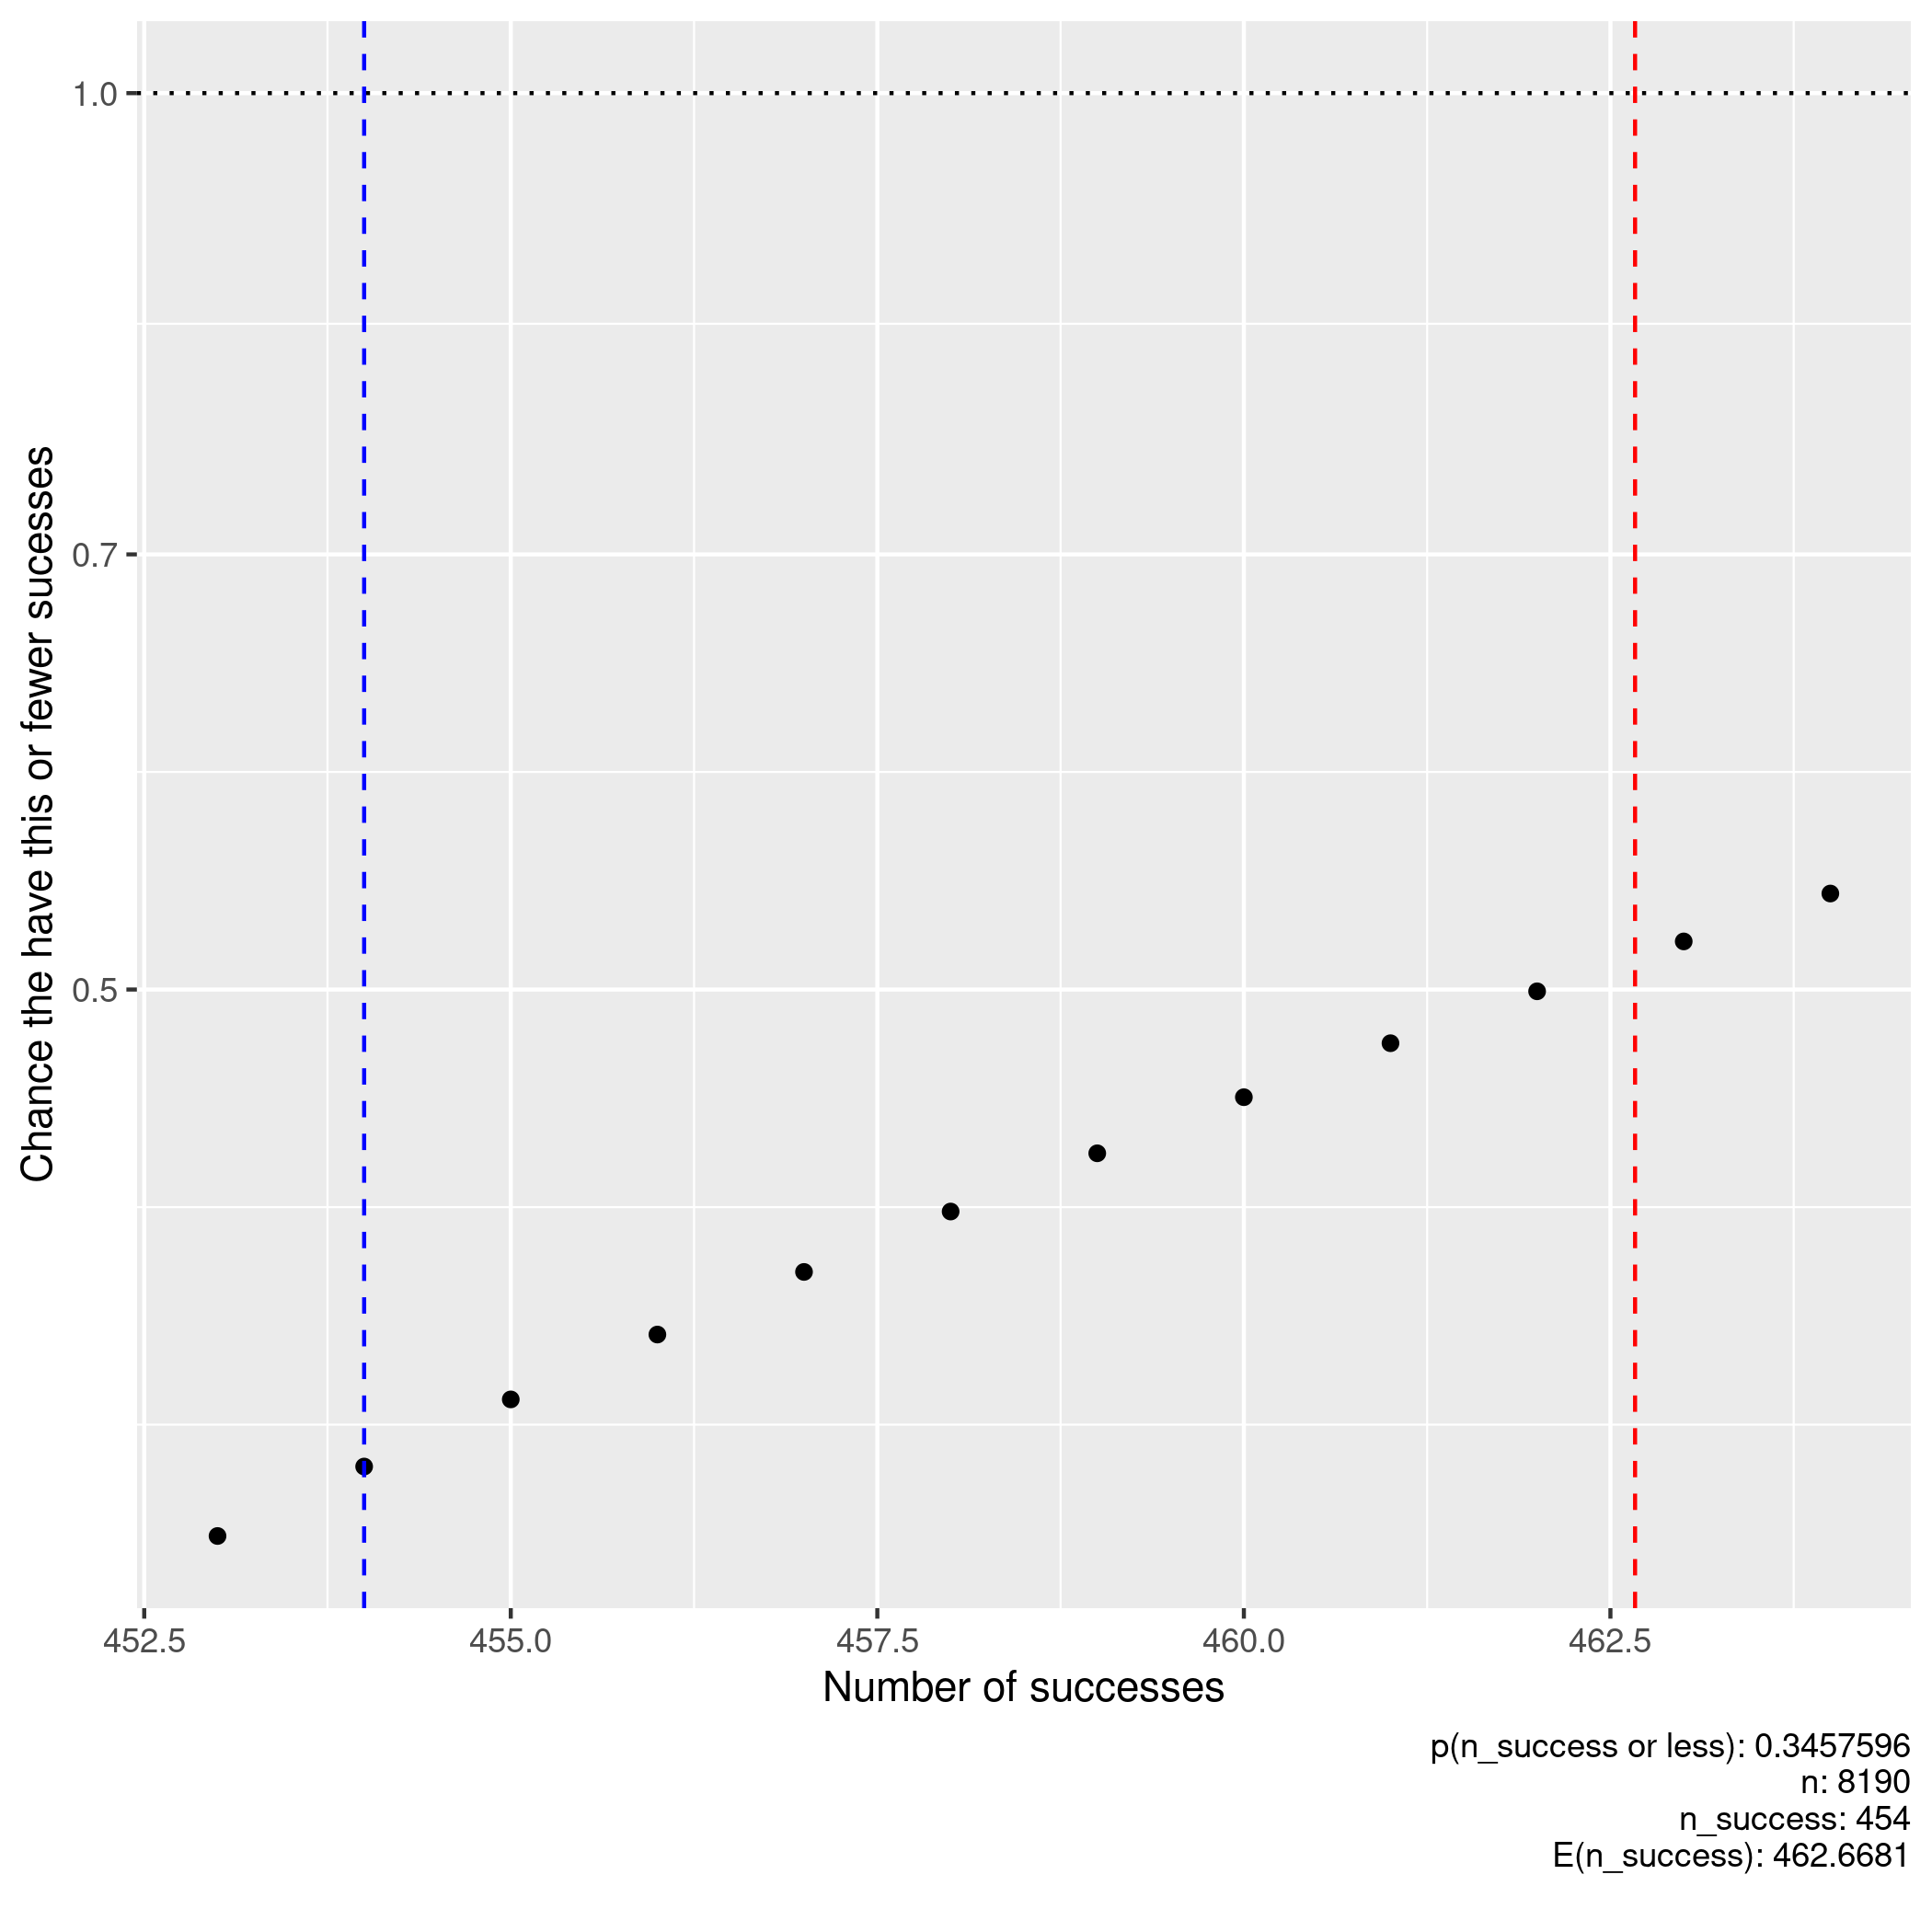 Chance the have this or fewer sucesses
1.0
0.7
0.5
452.5
455.0
457.5
460.0
462.5
Number of successes
p(n_success or less): 0.3457596
n: 8190
n_success: 454
E(n_success): 462.6681